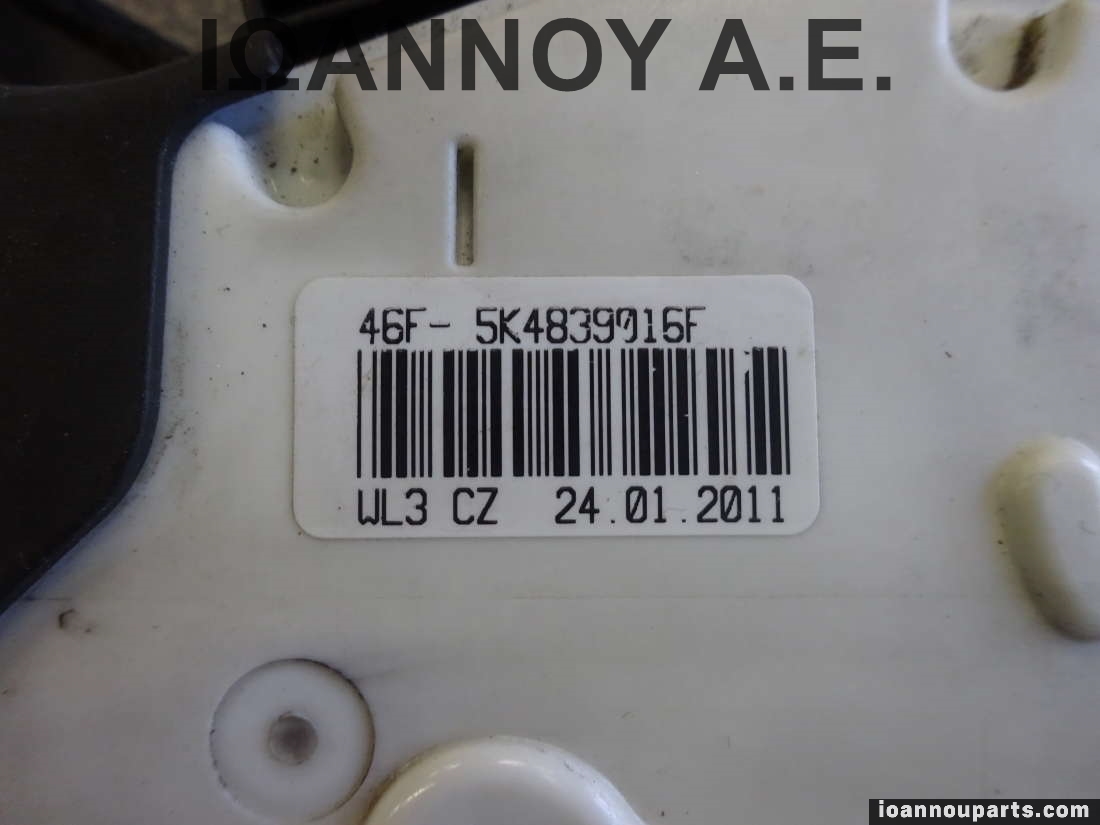 ΙΩΑΝΝΟΥ Α.Ε.
46F- 5K4839016F
WL3 CZ 24.01.2011
ioannouparts.com